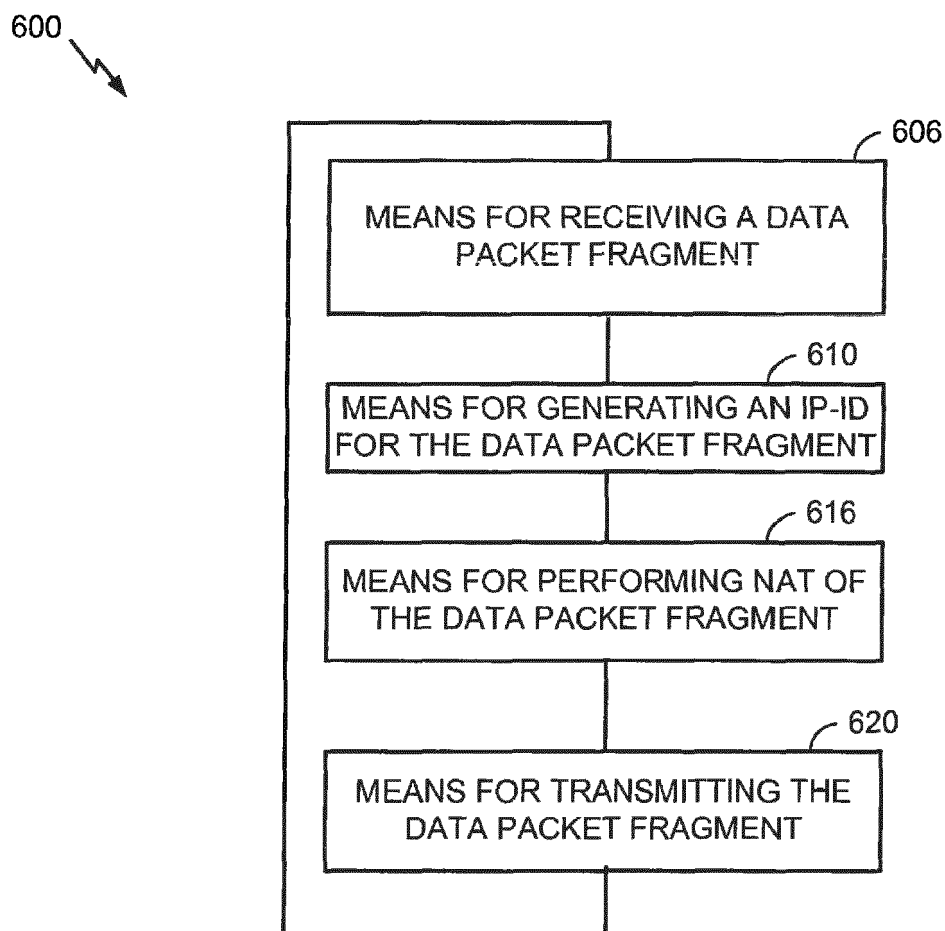 600
606
MEANS FOR RECEIVING A DATA
PACKET FRAGMENT
610
MEANS FOR GENERATING AN IP-ID
FOR THE DATA PACKET FRAGMENT
616
MEANS FOR PERFORMING NAT OF
THE DATA PACKET FRAGMENT
620
MEANS FOR TRANSMITTING THE
DATA PACKET FRAGMENT